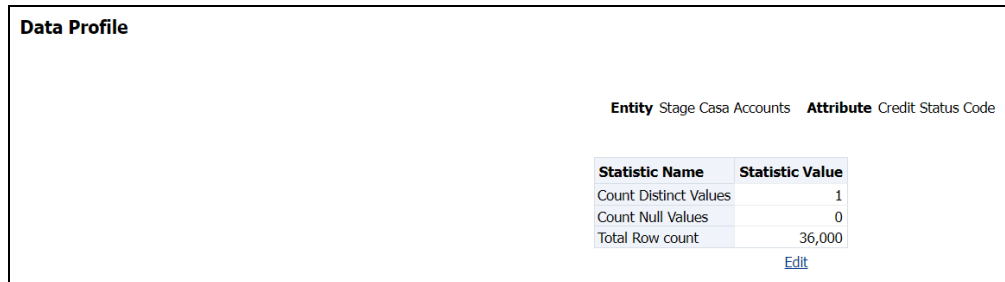 Data Profile
Entity Stage Casa Accounts Attribute Credit Status Code
Statistic Name Statistic Value
Count Distinct Values 1
Count Null Values 0
Total Row count 36,000
Edit